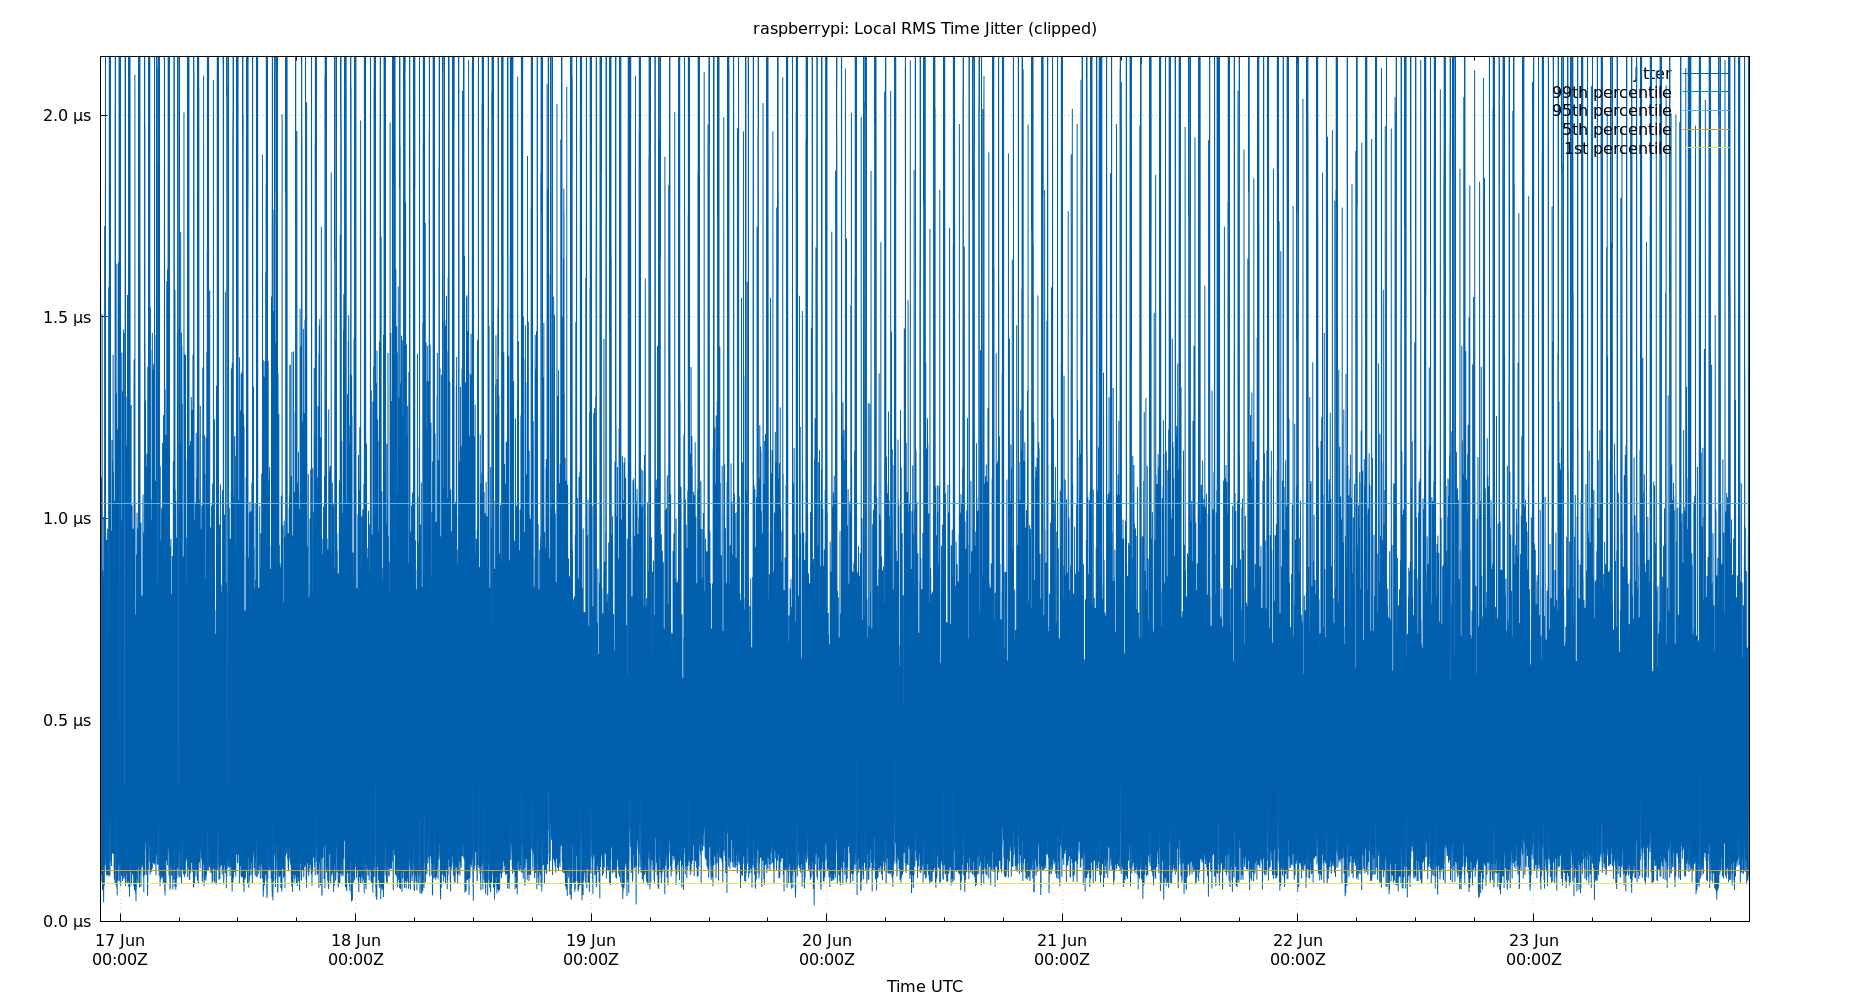 raspberrypi: Local RMS Time Jitter (clipped)
Jitter
99th percentile
95th percentile
5th percentile
1st percentile
2.0 μs
1.5 μs
1.0 μs
0.5 μs
0.0 μs
17 Jun 18 Jun 19 Jun 20 Jun 21 Jun 22 Jun 23 Jun
00:00Z 00:00Z 00:00Z 00:00Z 00:00Z 00:00Z 00:00Z
Time UTC